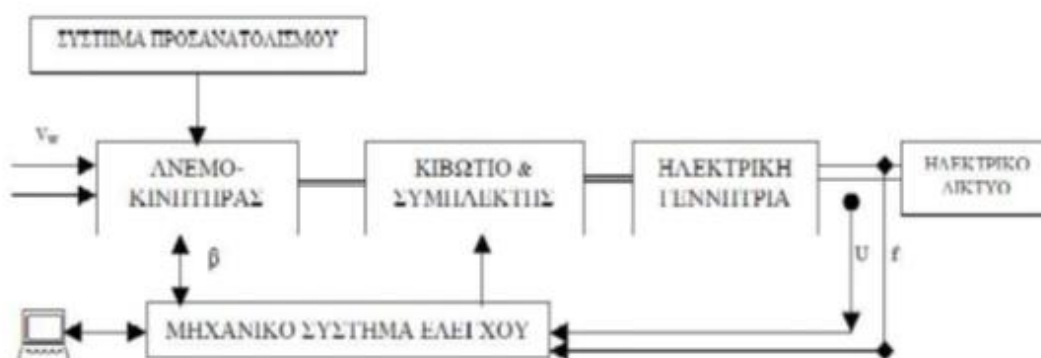 ΣΥΣΤΗΜΑ ΠΡΟΣΑΝΑΤΟΛΙΣΜΟΥ
Vw
ΑΝΕΜΟ-
ΚΙΝΗΤΗΡΑΣ
ΚΙΒΩΤΙΟ &
ΣΥΜΠΛΕΚΤΗΣ
ΗΛΕΚΤΡΙΚΗ
ΓΕΝΝΗΤΡΙΑ
ΗΛΕΚΤΡΙΚΟ
ΔΙΚΤΥΟ
β
U
f
ΜΗΧΑΝΙΚΟ ΣΥΣΤΗΜΑ ΕΛΕΓΧΟΥ